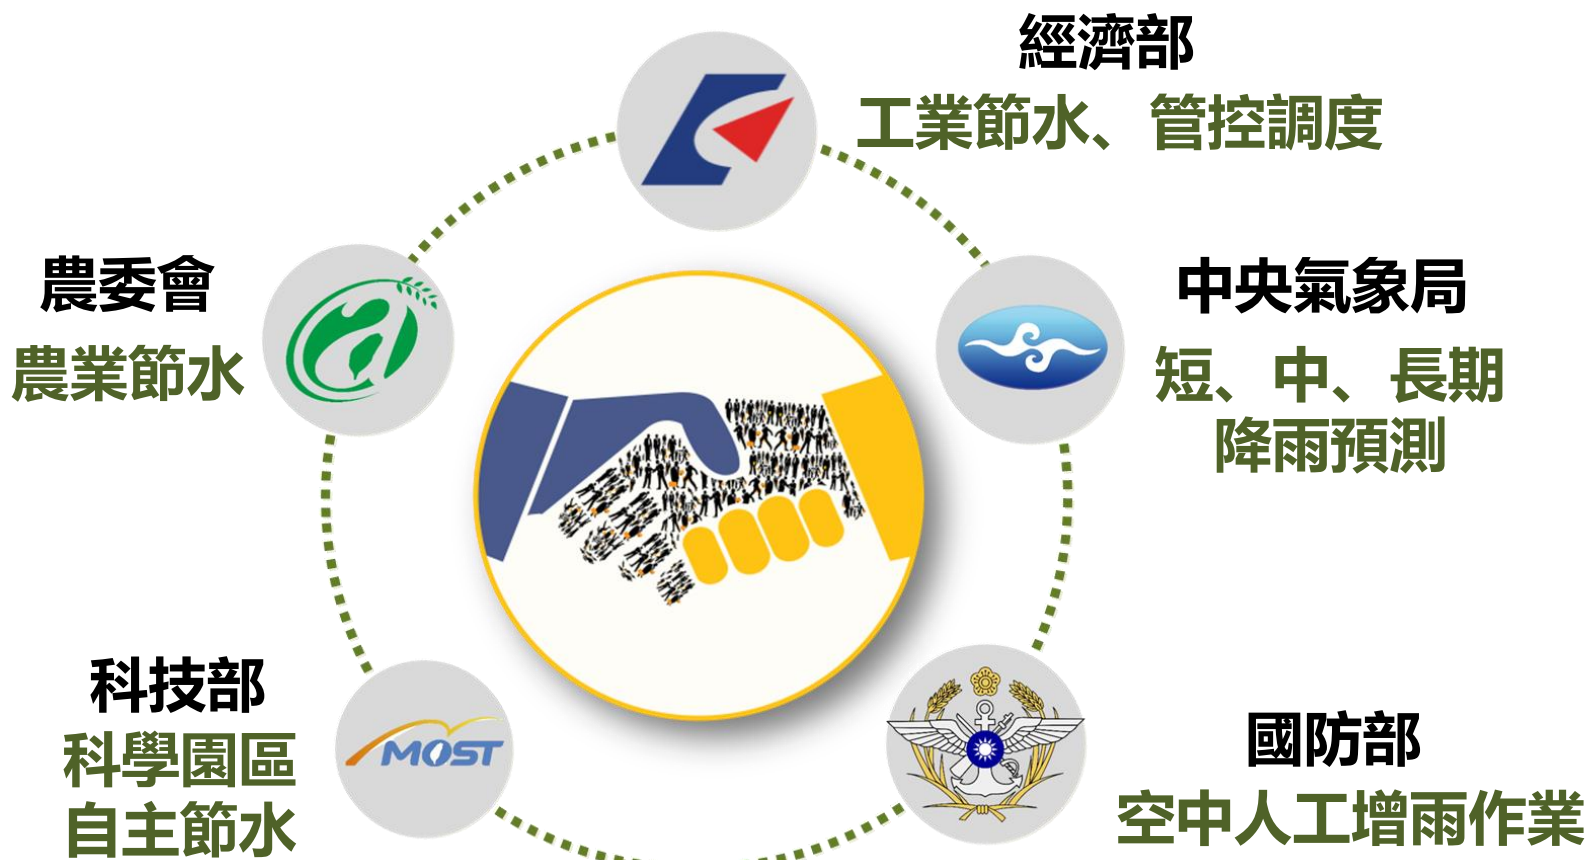 經濟部
工業節水、管控調度
中央氣象局
短、中、長期
降雨預測
國防部
空中人工增雨作業
科技部
科學園區
自主節水
MOST
農委會
農業節水